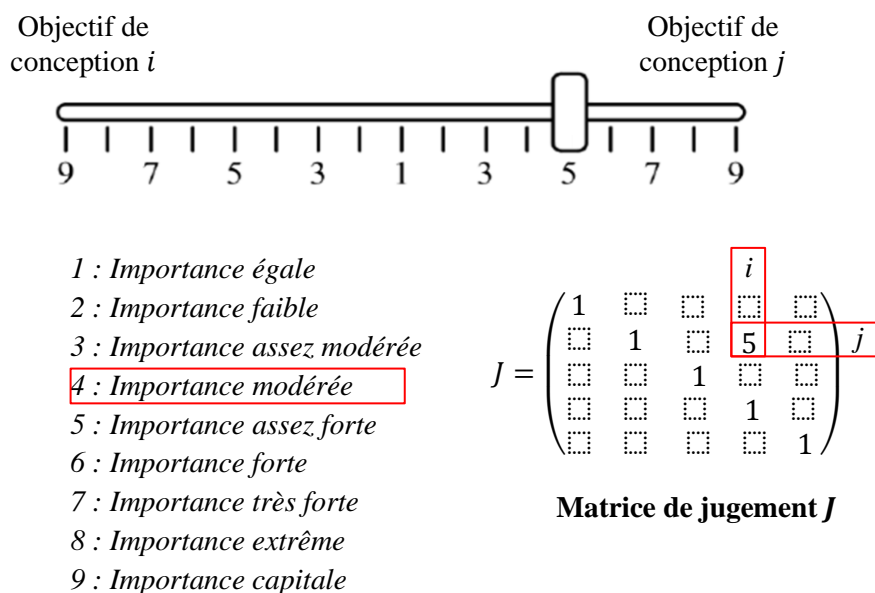 Objectif de
conception i
Objectif de
conception j
9 7 5 3 1 3 5 7 9
1 : Importance égale
2 : Importance faible
3 : Importance assez modérée
4 : Importance modérée
5 : Importance assez forte
6 : Importance forte
7 : Importance très forte
8 : Importance extrême
9 : Importance capitale
i
1
1 5 j
J = 1
1
1
Matrice de jugement J